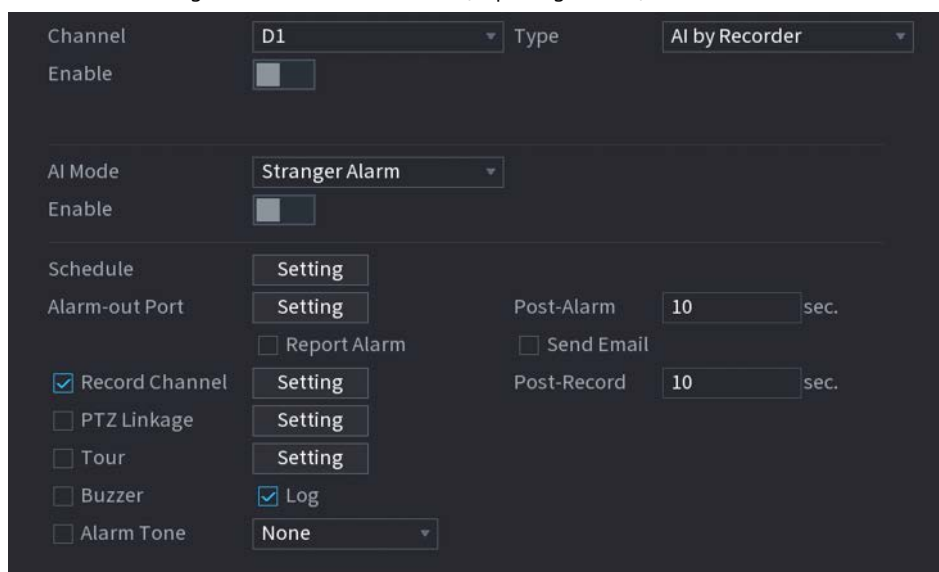 Channel D1 Type AI by Recorder
Enable
AI Mode Stranger Alarm
Enable
Schedule Setting
Alarm-out Port Setting Post-Alarm 10 sec.
Report Alarm Send Email
Record Channel Setting Post-Record 10 sec.
PTZ Linkage Setting
Tour Setting
Buzzer Log
Alarm Tone None